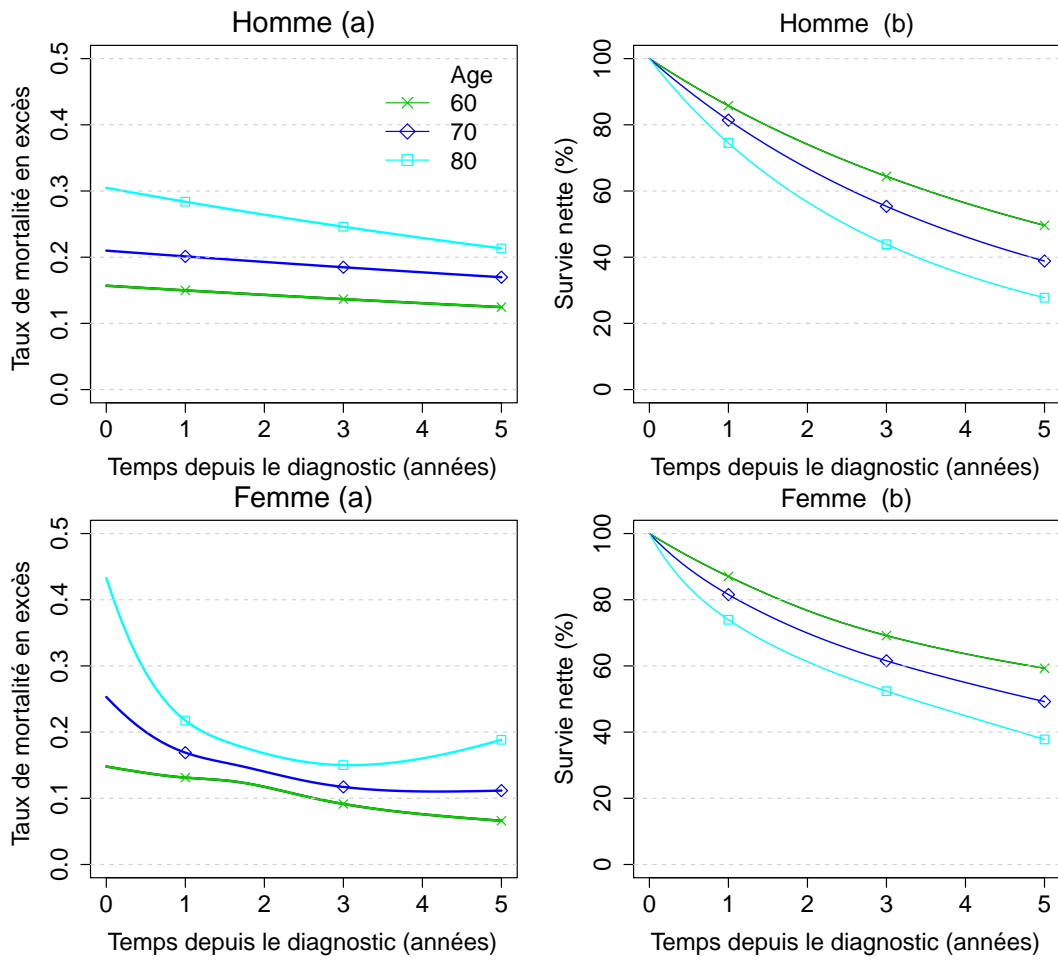 Homme (a)
Taux de mortalité en excès
0.5
0.4
0.3
0.2
0.1
0.0
Age
60
70
80
0 1 2 3 4 5
Temps depuis le diagnostic (années)
Homme (b)
Survie nette (%)
100
80
60
40
20
0
0 1 2 3 4 5
Temps depuis le diagnostic (années)
Femme (a)
Taux de mortalité en excès
0.5
0.4
0.3
0.2
0.1
0.0
0 1 2 3 4 5
Temps depuis le diagnostic (années)
Femme (b)
Survie nette (%)
100
80
60
40
20
0
0 1 2 3 4 5
Temps depuis le diagnostic (années)